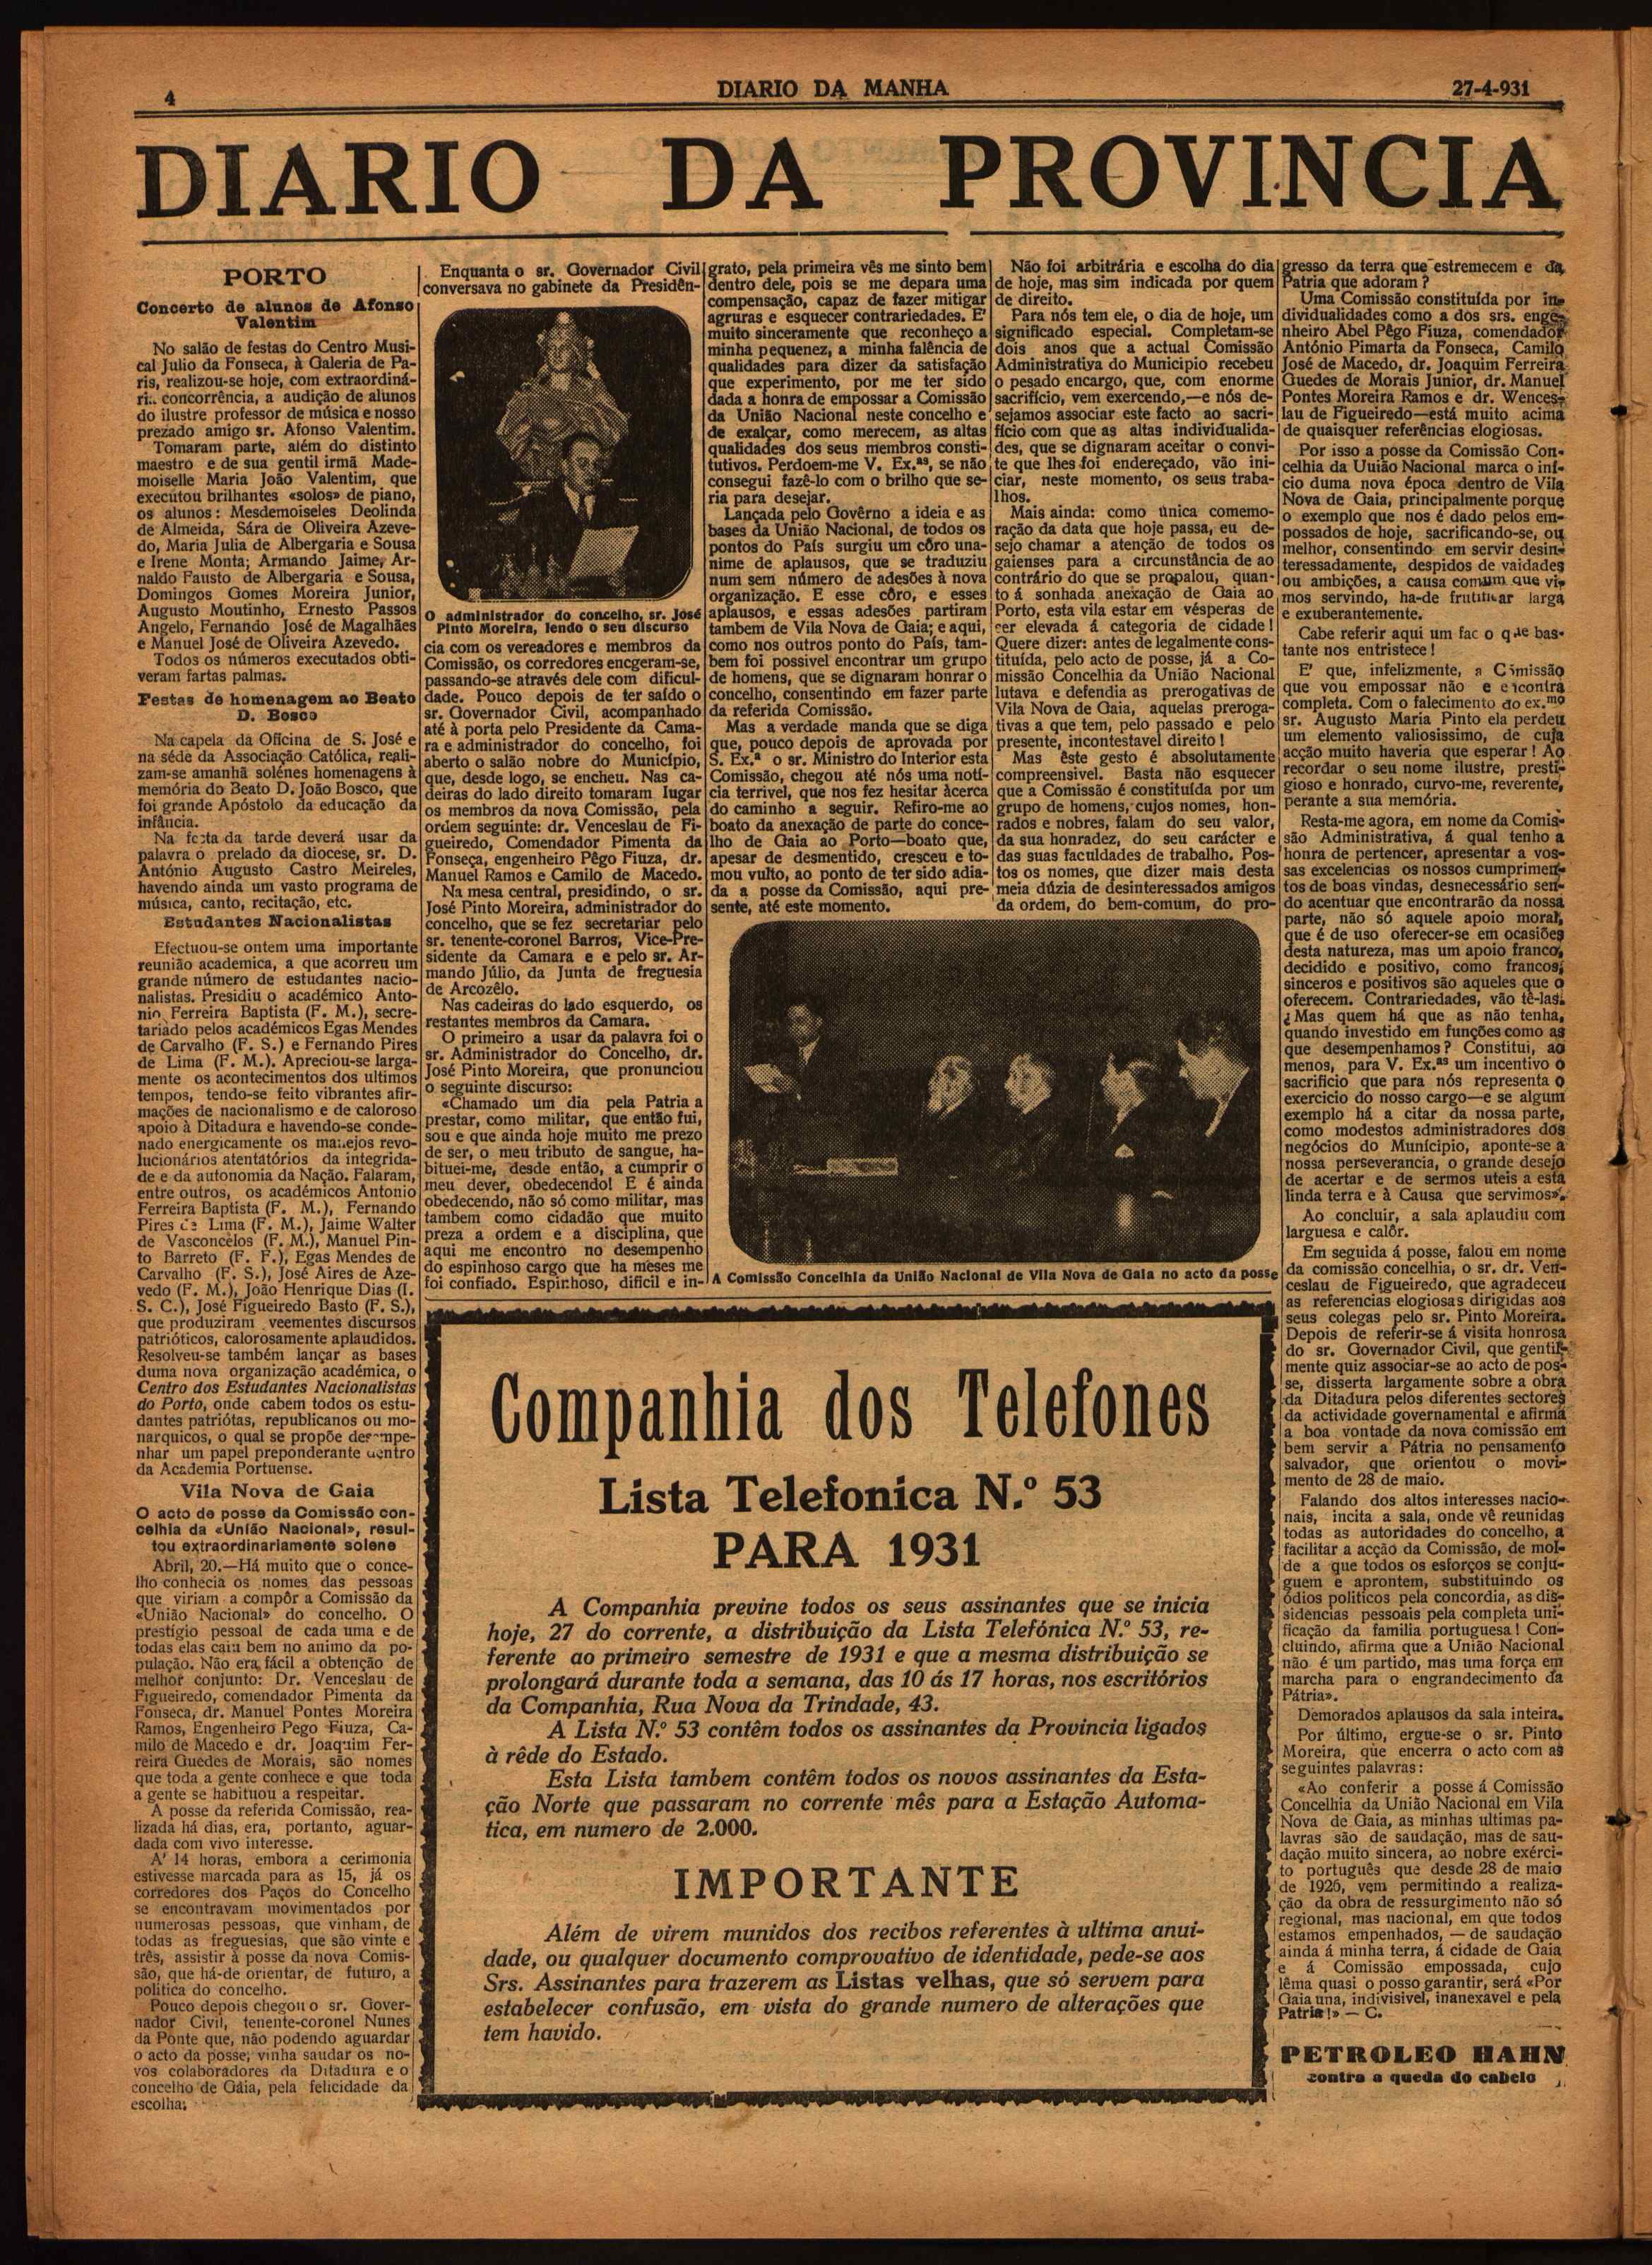 4
DIARIO DA MANHA
27-4-931
DIARIO DA PROVINCIA
PORTO
Concerto de alunos de Afonso
Valentim
No salão de festas do Centro Musi-
cal Julio da Fonseca, à Galeria de Pa-
ris, realizou-se hoje, com extraordiná-
ria concorrência, a audição de alunos
do ilustre professor de música e nosso
prezado amigo sr. Afonso Valentim.
Tomaram parte, além do distinto
maestro e de sua gentil irmã Made-
moiselle Maria João Valentim, que
executou brilhantes «solos» de piano,
os alunos: Mesdemoiseles Deolinda
de Almeida, Sára de Oliveira Azeve-
do, Maria Julia de Albergaria e Sousa
e Irene Monta; Armando Jaime, Ar-
naldo Fausto de Albergaria e Sousa,
Domingos Gomes Moreira Junior,
Augusto Moutinho, Ernesto Passos
Angelo, Fernando José de Magalhães
e Manuel José de Oliveira Azevedo.
Todos os números executados obti-
veram fartas palmas.
Festas de homenagem ao Beato
D. Bosco
Na capela da Oficina de S. José e
na séde da Associação Católica, reali-
zam-se amanhã solénes homenagens à
memória do Beato D. João Bosco, que
foi grande Apóstolo da educação da
infância.
Na festa da tarde deverá usar da
palavra o prelado da diocese, sr. D.
António Augusto Castro Meireles,
havendo ainda um vasto programa de
música, canto, recitação, etc.
Estudantes Nacionalistas
Efectuou-se ontem uma importante
reunião academica, a que acorreu um
grande número de estudantes nacio-
nalistas. Presidiu o académico Anto-
nio Ferreira Baptista (F. M.), secre-
tariado pelos académicos Egas Mendes
de Carvalho (F. S.) e Fernando Pires
de Lima (F. M.). Apreciou-se larga-
mente os acontecimentos dos ultimos
tempos, tendo-se feito vibrantes afir-
mações de nacionalismo e de caloroso
apoio à Ditadura e havendo-se conde-
nado energicamente os manejos revo-
lucionários atentatórios da integrida-
de e da autonomia da Nação. Falaram,
entre outros, os académicos Antonio
Ferreira Baptista (F. M.), Fernando
Pires de Lima (F. M.), Jaime Walter
de Vasconcelos (F. M.), Manuel Pin-
to Barreto (F. F.), Egas Mendes de
Carvalho (F. S.), José Aires de Aze-
vedo (F. M.), João Henrique Dias (I.
S. C.), José Figueiredo Basto (F. S.),
que produziram veementes discursos
patrióticos, calorosamente aplaudidos.
Resolveu-se também lançar as bases
duma nova organização académica, o
Centro dos Estudantes Nacionalistas
do Porto, onde cabem todos os estu-
dantes patriótas, republicanos ou mo-
narquicos, o qual se propõe desempe-
nhar um papel preponderante dentro
da Academia Portuense.
Vila Nova de Gaia
O acto de posse da Comissão con-
celhia da «União Nacional», resul-
tou extraordinariamente solene
Abril, 20.—Há muito que o conce-
lho conhecia os nomes das pessoas
que viriam a compôr a Comissão da
«União Nacional» do concelho. O
prestígio pessoal de cada uma e de
todas elas caiu bem no animo da po-
pulação. Não era fácil a obtenção de
melhor conjunto: Dr. Venceslau de
Figueiredo, comendador Pimenta da
Fonseca, dr. Manuel Pontes Moreira
Ramos, Engenheiro Pego Fiuza, Ca-
milo de Macedo e dr. Joaquim Fer-
reira Guedes de Morais, são nomes
que toda a gente conhece e que toda
a gente se habituou a respeitar.
A posse da referida Comissão, rea-
lizada há dias, era, portanto, aguar-
dada com vivo interesse.
A' 14 horas, embora a cerimonia
estivesse marcada para as 15, já os
corredores dos Paços do Concelho
se encontravam movimentados por
numerosas pessoas, que vinham, de
todas as freguesias, que são vinte e
três, assistir à posse da nova Comis-
são, que há-de orientar, de futuro, a
politica do concelho.
Pouco depois chegou o sr. Gover-
nador Civil, tenente-coronel Nunes
da Ponte que, não podendo aguardar
o acto da posse, vinha saudar os no-
vos colaboradores da Ditadura e o
concelho de Gaia, pela felicidade da
escolha.
Enquanta o sr. Governador Civil
conversava no gabinete da Presidên-
O administrador do concelho, sr. José
Pinto Moreira, lendo o seu discurso
cia com os vereadores e membros da
Comissão, os corredores encgeram-se,
passando-se através dele com dificul-
dade. Pouco depois de ter saído o
sr. Governador Civil, acompanhado
até à porta pelo Presidente da Cama-
ra e administrador do concelho, foi
aberto o salão nobre do Município,
que, desde logo, se encheu. Nas ca-
deiras do lado direito tomaram lugar
os membros da nova Comissão, pela
ordem seguinte: dr. Venceslau de Fi-
gueiredo, Comendador Pimenta da
Fonseça, engenheiro Pêgo Fiuza, dr.
Manuel Ramos e Camilo de Macedo.
Na mesa central, presidindo, o sr.
José Pinto Moreira, administrador do
concelho, que se fez secretariar pelo
sr. tenente-coronel Barros, Vice-Pre-
sidente da Camara e e pelo sr. Ar-
mando Júlio, da Junta de freguesia
de Arcozêlo.
Nas cadeiras do lado esquerdo, os
restantes membros da Camara.
O primeiro a usar da palavra foi o
sr. Administrador do Concelho, dr.
José Pinto Moreira, que pronunciou
o seguinte discurso:
«Chamado um dia pela Patria a
prestar, como militar, que então fui,
sou e que ainda hoje muito me prezo
de ser, o meu tributo de sangue, ha-
bituei-me, desde então, a cumprir o
meu dever, obedecendo! E é ainda
obedecendo, não só como militar, mas
tambem como cidadão que muito
preza a ordem e a disciplina, que
aqui me encontro no desempenho
do espinhoso cargo que ha meses me
foi confiado. Espinhoso, dificil e in-
grato, pela primeira vês me sinto bem
dentro dele, pois se me depara uma
compensação, capaz de fazer mitigar
agruras e esquecer contrariedades. E'
muito sinceramente que reconheço a
minha pequenez, a minha falência de
qualidades para dizer da satisfação
que experimento, por me ter sido
dada a honra de empossar a Comissão
da União Nacional neste concelho e
de exalçar, como merecem, as altas
qualidades dos seus membros consti-
tutivos. Perdoem-me V. Ex.ªˢ, se não
consegui fazê-lo com o brilho que se-
ria para desejar.
Lançada pelo Govêrno a ideia e as
bases da União Nacional, de todos os
pontos do País surgiu um côro una-
nime de aplausos, que se traduziu
num sem número de adesões à nova
organização. E esse côro, e esses
aplausos, e essas adesões partiram
tambem de Vila Nova de Gaia; e aqui,
como nos outros ponto do País, tam-
bem foi possivel encontrar um grupo
de homens, que se dignaram honrar o
concelho, consentindo em fazer parte
da referida Comissão.
Mas a verdade manda que se diga
que, pouco depois de aprovada por
S. Ex.ª o sr. Ministro do Interior esta
Comissão, chegou até nós uma notí-
cia terrivel, que nos fez hesitar àcerca
do caminho a seguir. Refiro-me ao
boato da anexação de parte do conce-
lho de Gaia ao Porto—boato que,
apesar de desmentido, cresceu e to-
mou vulto, ao ponto de ter sido adia-
da a posse da Comissão, aqui pre-
sente, até este momento.
Não foi arbitrária e escolha do dia
de hoje, mas sim indicada por quem
de direito.
Para nós tem ele, o dia de hoje, um
significado especial. Completam-se
dois anos que a actual Comissão
Administrativa do Municipio recebeu
o pesado encargo, que, com enorme
sacrifício, vem exercendo,—e nós de-
sejamos associar este facto ao sacri-
fício com que as altas individualida-
des, que se dignaram aceitar o convi-
te que lhes foi endereçado, vão ini-
ciar, neste momento, os seus traba-
lhos.
Mais ainda: como única comemo-
ração da data que hoje passa, eu de-
sejo chamar a atenção de todos os
gaienses para a circunstância de ao
contrário do que se propalou, quan-
to á sonhada anexação de Gaia ao
Porto, esta vila estar em vésperas de
ser elevada á categoria de cidade!
Quere dizer: antes de legalmente cons-
tituída, pelo acto de posse, já a Co-
missão Concelhia da União Nacional
lutava e defendia as prerogativas de
Vila Nova de Gaia, aquelas preroga-
tivas a que tem, pelo passado e pelo
presente, incontestavel direito!
Mas êste gesto é absolutamente
compreensivel. Basta não esquecer
que a Comissão é constituída por um
grupo de homens, cujos nomes, hon-
rados e nobres, falam do seu valor,
da sua honradez, do seu carácter e
das suas faculdades de trabalho. Pos-
tos os nomes, que dizer mais desta
meia dúzia de desinteressados amigos
da ordem, do bem-comum, do pro-
A Comissão Concelhia da União Nacional de Vila Nova de Gaia no acto da posse
gresso da terra que estremecem e da
Patria que adoram?
Uma Comissão constituída por in-
dividualidades como a dos srs. enge-
nheiro Abel Pêgo Fiuza, comendador
António Pimarta da Fonseca, Camilo
José de Macedo, dr. Joaquim Ferreira
Guedes de Morais Junior, dr. Manuel
Pontes Moreira Ramos e dr. Wences-
lau de Figueiredo—está muito acima
de quaisquer referências elogiosas.
Por isso a posse da Comissão Con-
celhia da União Nacional marca o iní-
cio duma nova época dentro de Vila
Nova de Gaia, principalmente porque
o exemplo que nos é dado pelos em-
possados de hoje, sacrificando-se, ou
melhor, consentindo em servir desin-
teressadamente, despidos de vaidades
ou ambições, a causa comum que vi-
mos servindo, ha-de frutificar larga
e exuberantemente.
Cabe referir aqui um fac o que bas-
tante nos entristece!
E' que, infelizmente, a Comissão
que vou empossar não e encontra
completa. Com o falecimento do ex.ᵐᵒ
sr. Augusto Maria Pinto ela perdeu
um elemento valiosissimo, de cuja
acção muito haveria que esperar! Ao
recordar o seu nome ilustre, presti-
gioso e honrado, curvo-me, reverente,
perante a sua memória.
Resta-me agora, em nome da Comis-
são Administrativa, á qual tenho a
honra de pertencer, apresentar a vos-
sas excelencias os nossos cumprimen-
tos de boas vindas, desnecessário sen-
do acentuar que encontrarão da nossa
parte, não só aquele apoio moral,
que é de uso oferecer-se em ocasiões
desta natureza, mas um apoio franco,
decidido e positivo, como francos,
sinceros e positivos são aqueles que o
oferecem. Contrariedades, vão tê-las.
¿Mas quem há que as não tenha,
quando investido em funções como as
que desempenhamos? Constitui, ao
menos, para V. Ex.ªˢ um incentivo o
sacrificio que para nós representa o
exercicio do nosso cargo—e se algum
exemplo há a citar da nossa parte,
como modestos administradores dos
negócios do Município, aponte-se a
nossa perseverancia, o grande desejo
de acertar e de sermos uteis a esta
linda terra e à Causa que servimos».
Ao concluir, a sala aplaudiu com
larguesa e calôr.
Em seguida á posse, falou em nome
da comissão concelhia, o sr. dr. Ven-
ceslau de Figueiredo, que agradeceu
as referencias elogiosas dirigidas aos
seus colegas pelo sr. Pinto Moreira.
Depois de referir-se á visita honrosa
do sr. Governador Civil, que gentil-
mente quiz associar-se ao acto de pos-
se, disserta largamente sobre a obra
da Ditadura pelos diferentes sectores
da actividade governamental e afirma
a boa vontade da nova comissão em
bem servir a Pátria no pensamento
salvador, que orientou o movi-
mento de 28 de maio.
Falando dos altos interesses nacio-
nais, incita a sala, onde vê reunidas
todas as autoridades do concelho, a
facilitar a acção da Comissão, de mol-
de a que todos os esforços se conju-
guem e aprontem, substituindo os
ódios politicos pela concordia, as dis-
sidencias pessoais pela completa uni-
ficação da familia portuguesa! Con-
cluindo, afirma que a União Nacional
não é um partido, mas uma força em
marcha para o engrandecimento da
Pátria».
Demorados aplausos da sala inteira.
Por último, ergue-se o sr. Pinto
Moreira, que encerra o acto com as
seguintes palavras:
«Ao conferir a posse á Comissão
Concelhia da União Nacional em Vila
Nova de Gaia, as minhas ultimas pa-
lavras são de saudação, mas de sau-
dação muito sincera, ao nobre exérci-
to português que desde 28 de maio
de 1926, vem permitindo a realiza-
ção da obra de ressurgimento não só
regional, mas nacional, em que todos
estamos empenhados, — de saudação
ainda á minha terra, á cidade de Gaia
e á Comissão empossada, cujo
lêma quasi o posso garantir, será «Por
Gaia una, indivisivel, inanexavel e pela
Patria!» — C.
PETROLEO HAHN
contra a queda do cabelo
Companhia dos Telefones
Lista Telefonica N.º 53
PARA 1931
A Companhia previne todos os seus assinantes que se inicia
hoje, 27 do corrente, a distribuição da Lista Telefónica N.º 53, re-
ferente ao primeiro semestre de 1931 e que a mesma distribuição se
prolongará durante toda a semana, das 10 ás 17 horas, nos escritórios
da Companhia, Rua Nova da Trindade, 43.
A Lista N.º 53 contêm todos os assinantes da Provincia ligados
à rêde do Estado.
Esta Lista tambem contêm todos os novos assinantes da Esta-
ção Norte que passaram no corrente mês para a Estação Automa-
tica, em numero de 2.000.
IMPORTANTE
Além de virem munidos dos recibos referentes à ultima anui-
dade, ou qualquer documento comprovativo de identidade, pede-se aos
Srs. Assinantes para trazerem as Listas velhas, que só servem para
estabelecer confusão, em vista do grande numero de alterações que
tem havido.